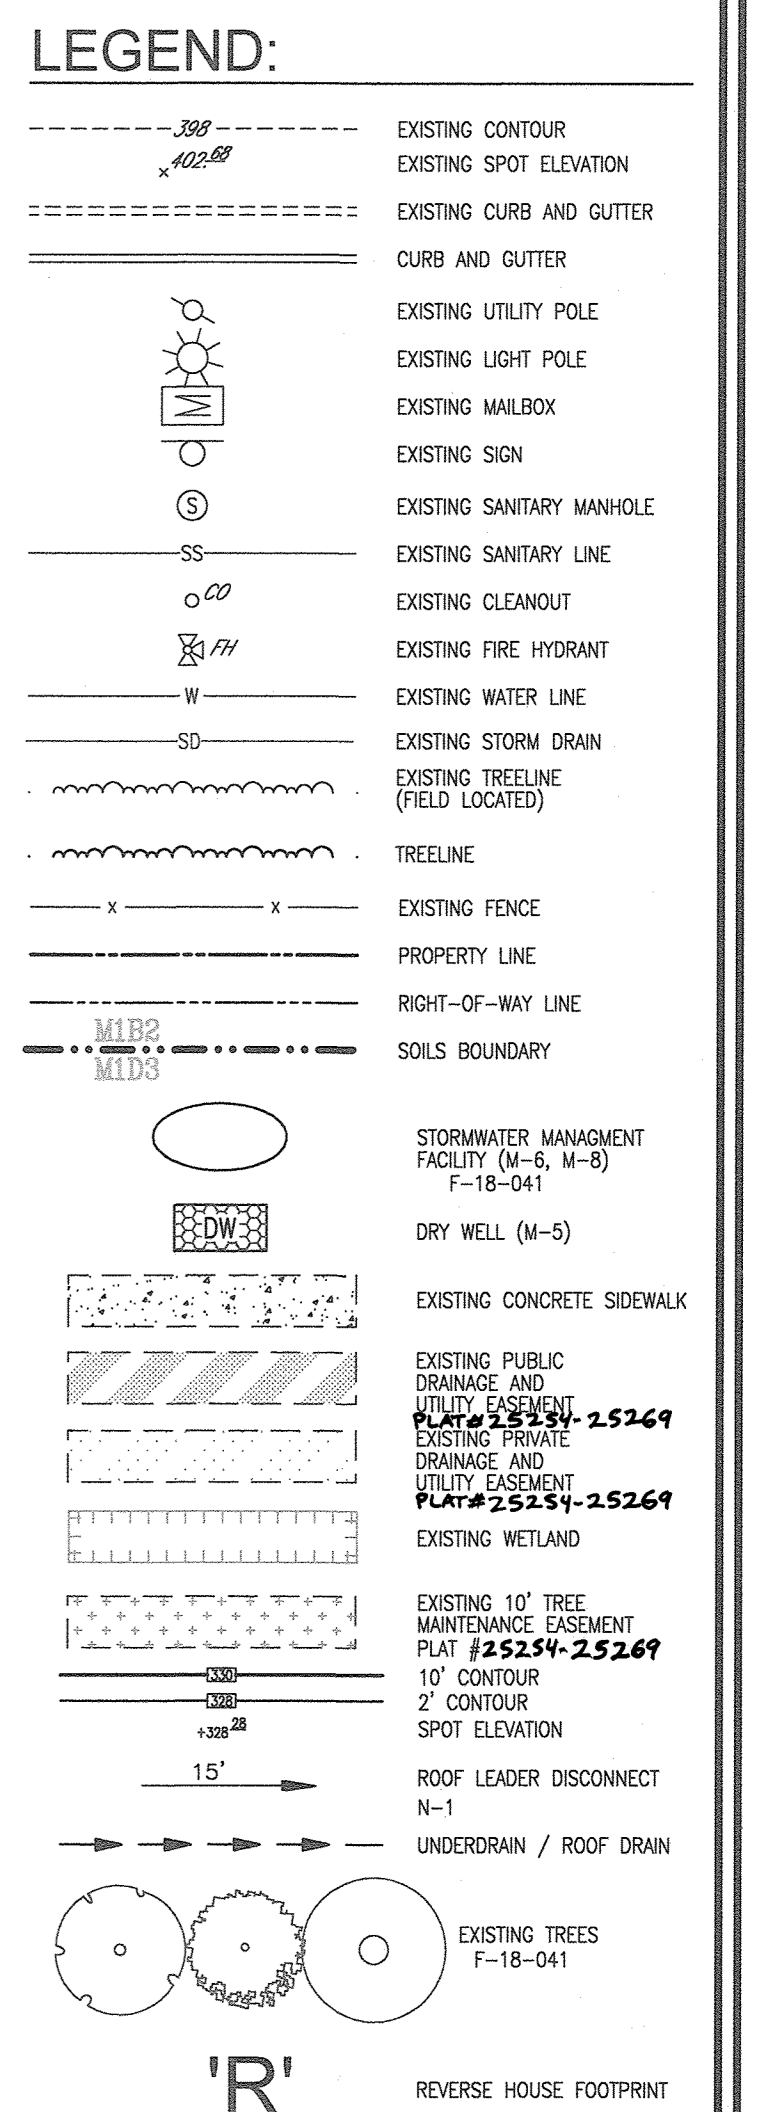 LEGEND:
398 EXISTING CONTOUR
x 402.68 EXISTING SPOT ELEVATION
EXISTING CURB AND GUTTER
CURB AND GUTTER
EXISTING UTILITY POLE
EXISTING LIGHT POLE
M EXISTING MAILBOX
EXISTING SIGN
S EXISTING SANITARY MANHOLE
SS EXISTING SANITARY LINE
CO EXISTING CLEANOUT
FH EXISTING FIRE HYDRANT
W EXISTING WATER LINE
SD EXISTING STORM DRAIN
EXISTING TREELINE
(FIELD LOCATED)
TREELINE
x x EXISTING FENCE
PROPERTY LINE
RIGHT-OF-WAY LINE
M1B2
SOILS BOUNDARY
M1D3
STORMWATER MANAGMENT
FACILITY (M-6, M-8)
F-18-041
DW DRY WELL (M-5)
EXISTING CONCRETE SIDEWALK
EXISTING PUBLIC
DRAINAGE AND
UTILITY EASEMENT
PLAT# 25254-25269
EXISTING PRIVATE
DRAINAGE AND
UTILITY EASEMENT
PLAT# 25254-25269
EXISTING WETLAND
EXISTING 10' TREE
MAINTENANCE EASEMENT
PLAT #25254-25269
330 10' CONTOUR
328 2' CONTOUR
+328.28 SPOT ELEVATION
15' ROOF LEADER DISCONNECT
N-1
UNDERDRAIN / ROOF DRAIN
EXISTING TREES
F-18-041
'R' REVERSE HOUSE FOOTPRINT